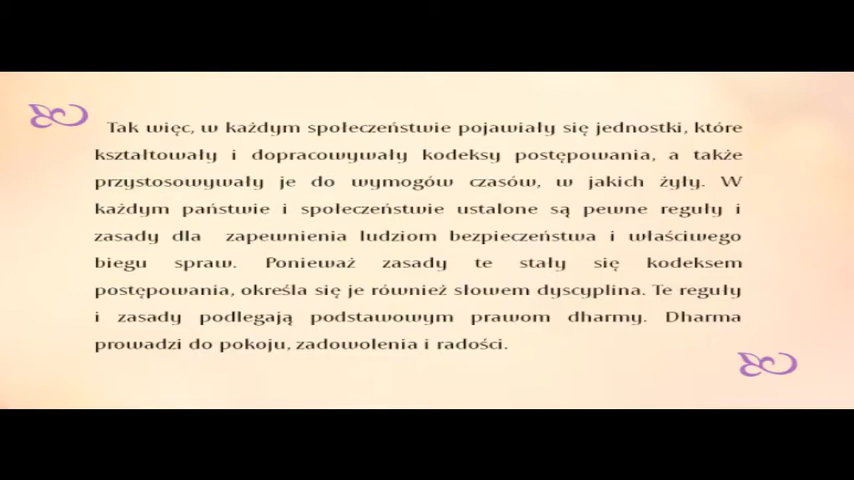 Tak więc, w każdym społeczeństwie pojawiały się jednostki, które
kształtowały i dopracowywały kodeksy postępowania, a także
przystosowywały je do wymogów czasów, w jakich żyły. W
każdym państwie i społeczeństwie ustalone są pewne reguły i
zasady dla zapewnienia ludziom bezpieczeństwa i właściwego
biegu spraw. Ponieważ zasady te stały się kodeksem
postępowania, określa się je również słowem dyscyplina. Te reguły
i zasady podlegają podstawowym prawom dharmy. Dharma
prowadzi do pokoju, zadowolenia i radości.